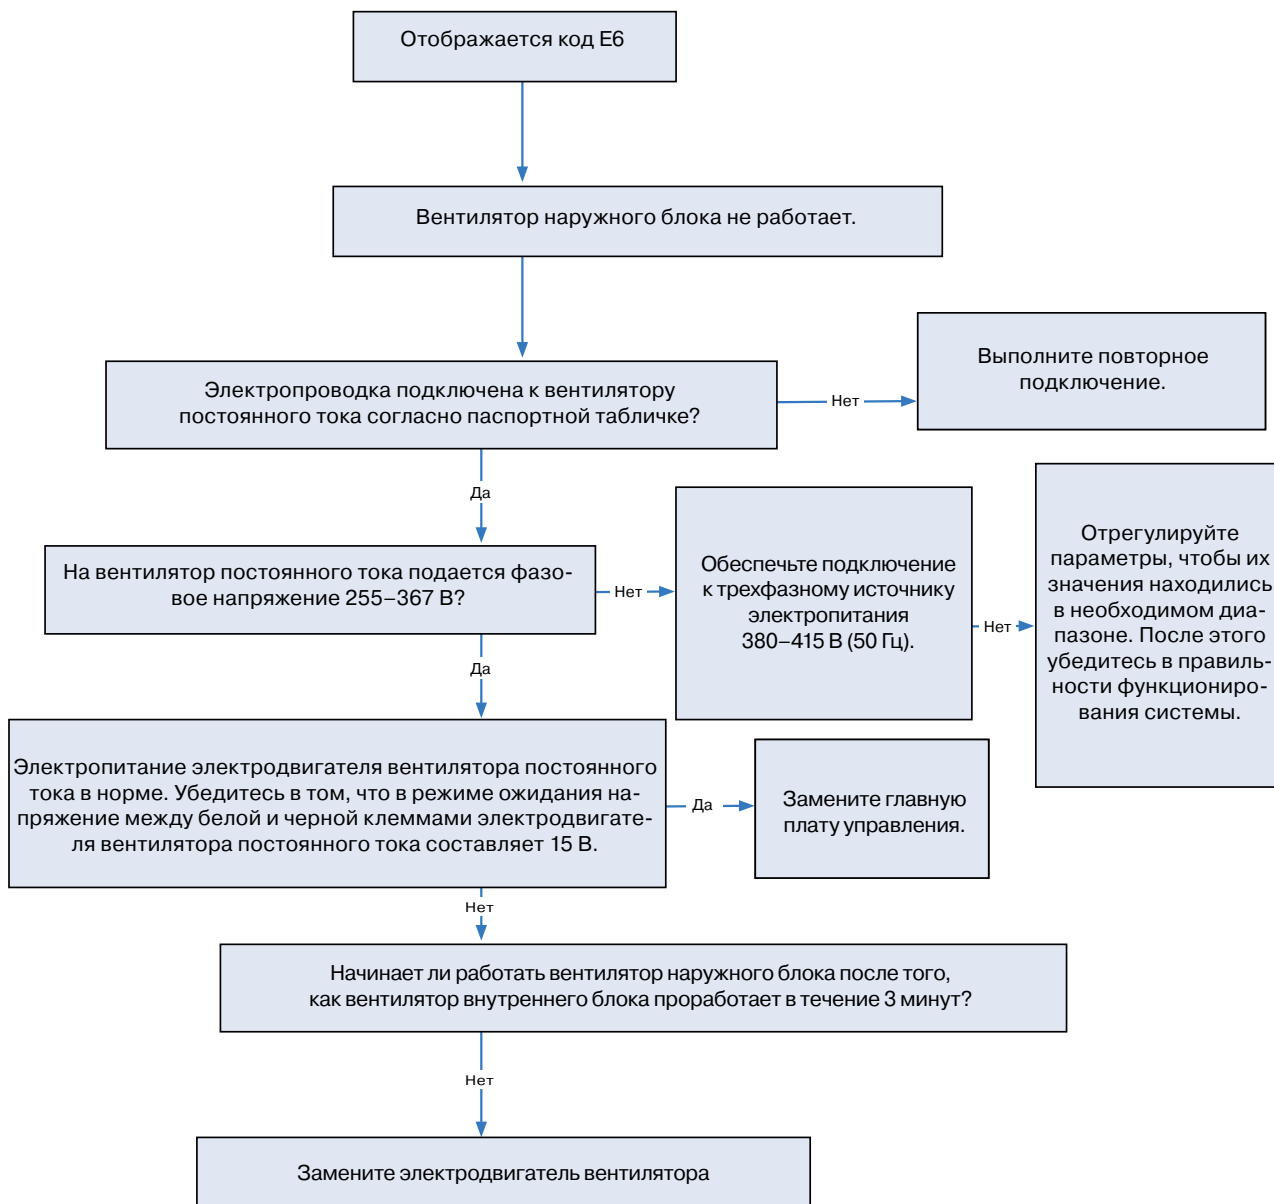 Отображается код E6
Вентилятор наружного блока не работает.
Выполните повторное
подключение.
Электропроводка подключена к вентилятору
постоянного тока согласно паспортной табличке?
Нет
Да
Отрегулируйте
параметры, чтобы их
значения находились
в необходимом диа-
пазоне. После этого
убедитесь в правиль-
ности функциониро-
вания системы.
На вентилятор постоянного тока подается фазо-
вое напряжение 255–367 В?
Нет
Обеспечьте подключение
к трехфазному источнику
электропитания
380–415 В (50 Гц).
Нет
Да
Электропитание электродвигателя вентилятора постоянного
тока в норме. Убедитесь в том, что в режиме ожидания на-
пряжение между белой и черной клеммами электродвигате-
ля вентилятора постоянного тока составляет 15 В.
Да
Замените главную
плату управления.
Нет
Начинает ли работать вентилятор наружного блока после того,
как вентилятор внутреннего блока проработает в течение 3 минут?
Нет
Замените электродвигатель вентилятора